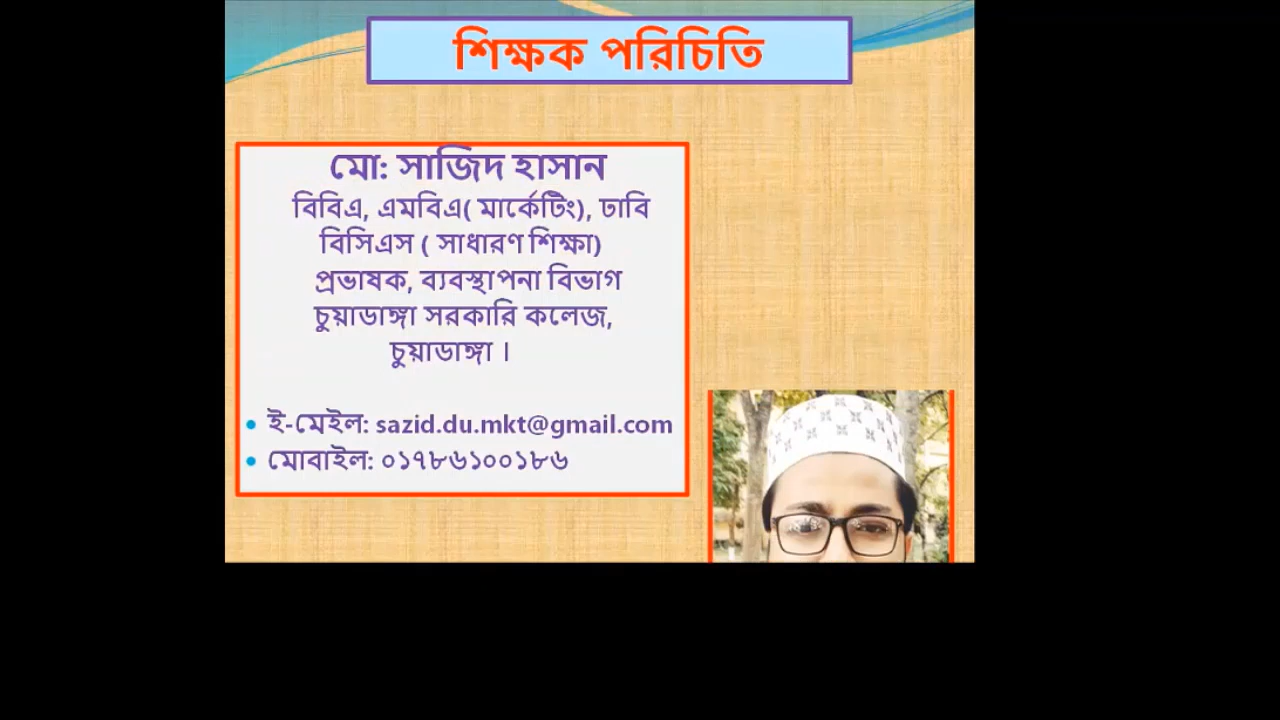 শিক্ষক পরিচিতি
মো: সাজিদ হাসান
বিবিএ, এমবিএ( মার্কেটিং), ঢাবি
বিসিএস ( সাধারণ শিক্ষা)
প্রভাষক, ব্যবস্থাপনা বিভাগ
চুয়াডাঙ্গা সরকারি কলেজ,
চুয়াডাঙ্গা ।
• ই-মেইল: sazid.du.mkt@gmail.com
• মোবাইল: ০১৭৮৬১০০১৮৬